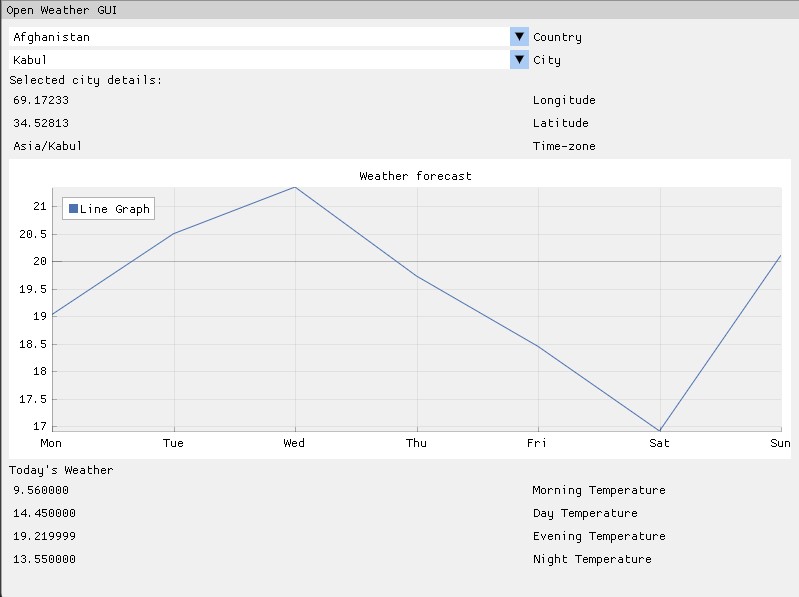 Open Weather GUI
Afghanistan Country
Kabul City
Selected city details:
69.17233 Longitude
34.52813 Latitude
Asia/Kabul Time-zone
Weather forecast
Line Graph
21
20.5
20
19.5
19
18.5
18
17.5
17
Mon Tue Wed Thu Fri Sat Sun
Today's Weather
9.560000 Morning Temperature
14.450000 Day Temperature
19.219999 Evening Temperature
13.550000 Night Temperature